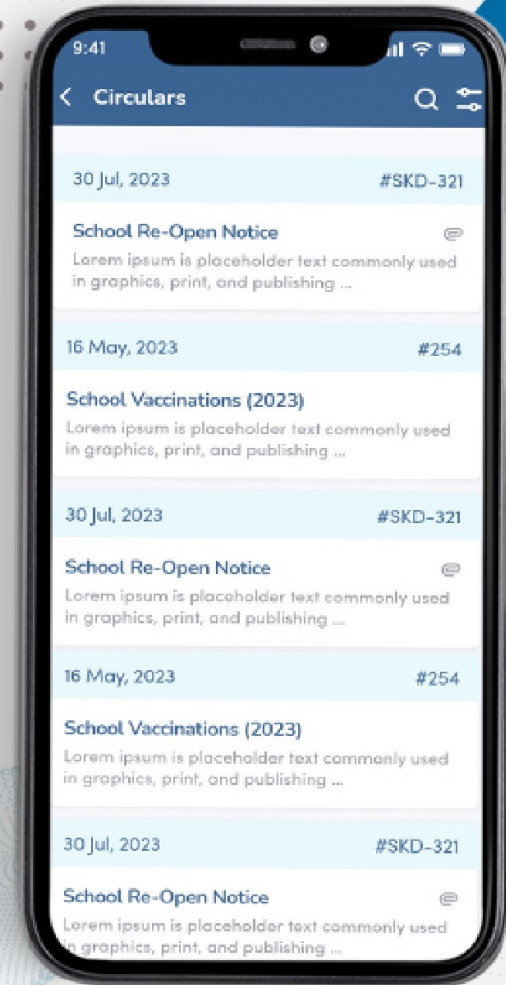 9:41
Circulars
30 Jul, 2023 #SKD-321
School Re-Open Notice
Lorem ipsum is placeholder text commonly used
in graphics, print, and publishing ...
16 May, 2023 #254
School Vaccinations (2023)
Lorem ipsum is placeholder text commonly used
in graphics, print, and publishing ...
30 Jul, 2023 #SKD-321
School Re-Open Notice
Lorem ipsum is placeholder text commonly used
in graphics, print, and publishing ...
16 May, 2023 #254
School Vaccinations (2023)
Lorem ipsum is placeholder text commonly used
in graphics, print, and publishing ...
30 Jul, 2023 #SKD-321
School Re-Open Notice
Lorem ipsum is placeholder text commonly used
in graphics, print, and publishing ...